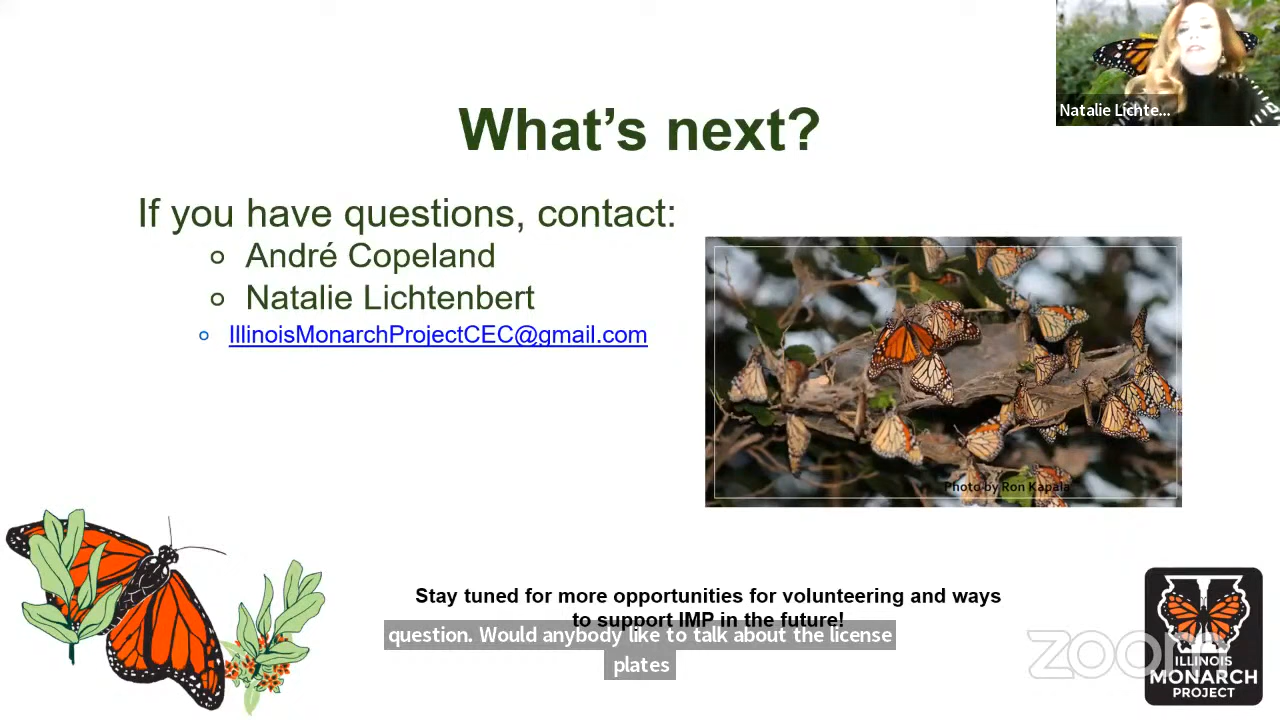 Natalie Lichte...
What's next?
If you have questions, contact:
André Copeland
Natalie Lichtenbert
IllinoisMonarchProjectCEC@gmail.com
Photo by Ron Kapala
Stay tuned for more opportunities for volunteering and ways
to support IMP in the future!
question. Would anybody like to talk about the license
plates
zoom
ILLINOIS
MONARCH
PROJECT